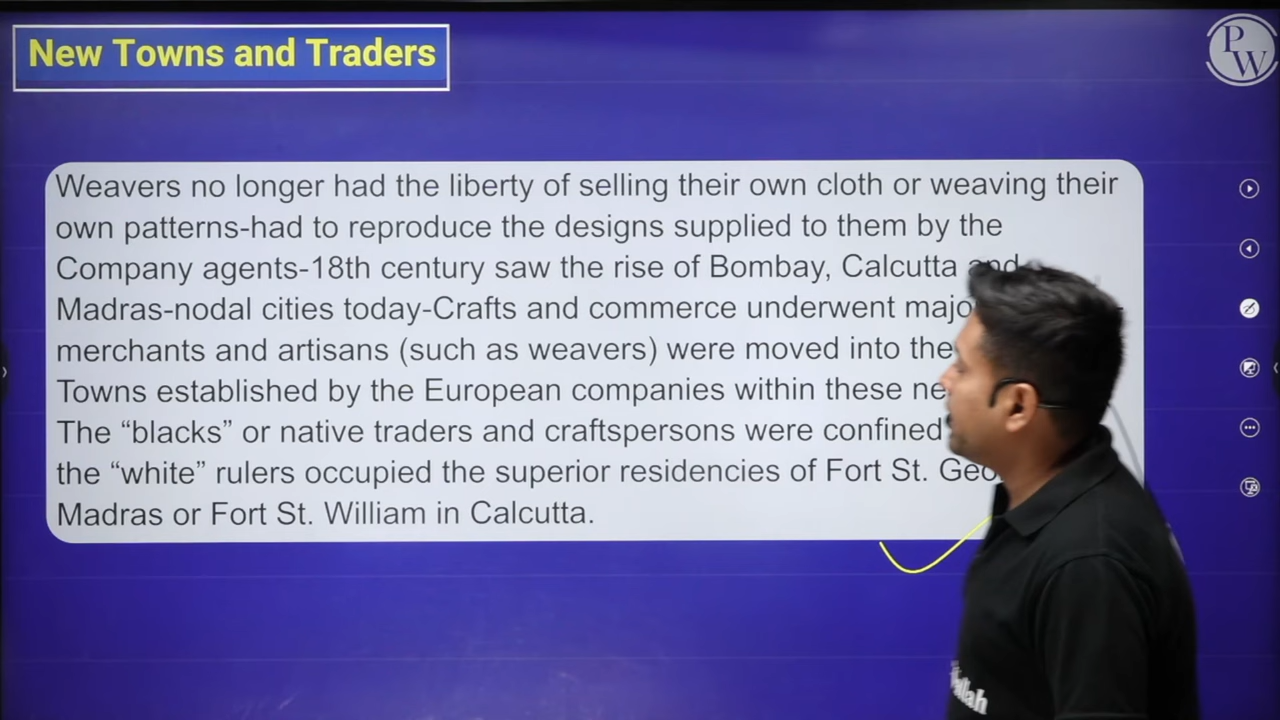 New Towns and Traders
PW
Weavers no longer had the liberty of selling their own cloth or weaving their
own patterns-had to reproduce the designs supplied to them by the
Company agents-18th century saw the rise of Bombay, Calcutta and
Madras-nodal cities today-Crafts and commerce underwent
merchants and artisans (such as weavers) were moved into
Towns established by the European companies within these
The “blacks” or native traders and craftspersons were confined
the “white” rulers occupied the superior residencies of Fort St.
Madras or Fort St. William in Calcutta.